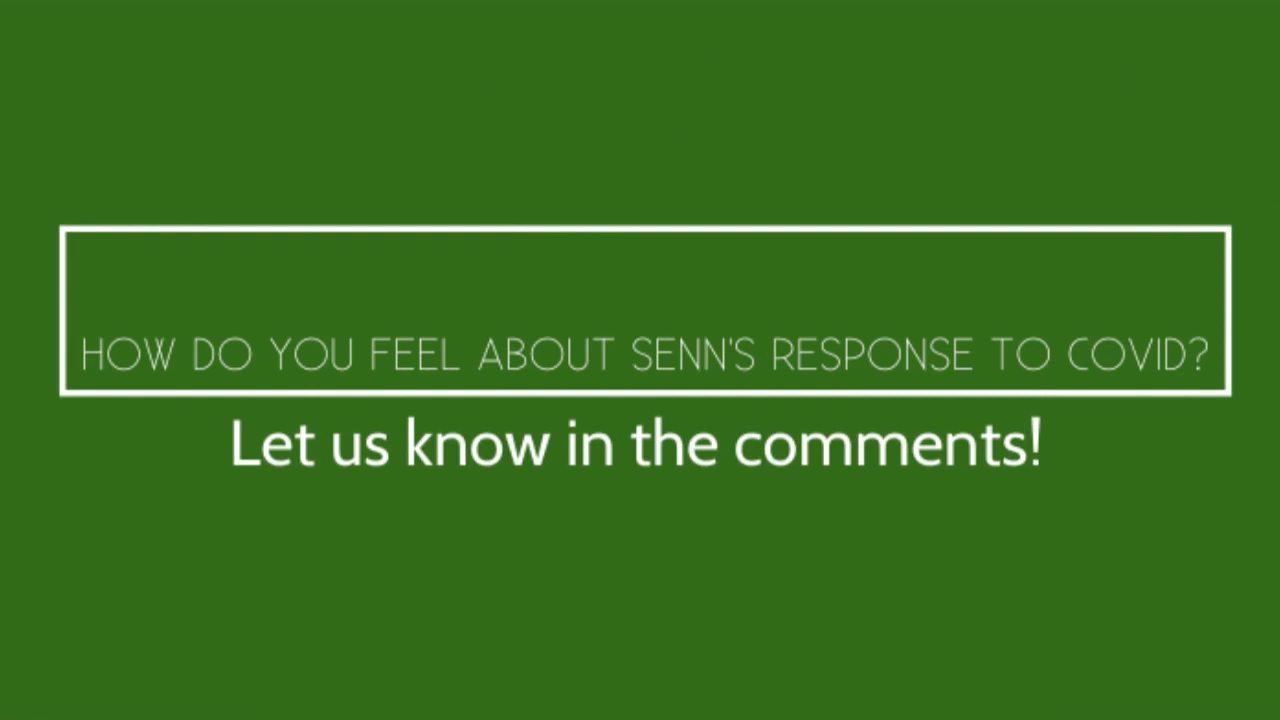 HOW DO YOU FEEL ABOUT SENN'S RESPONSE TO COVID?
Let us know in the comments!